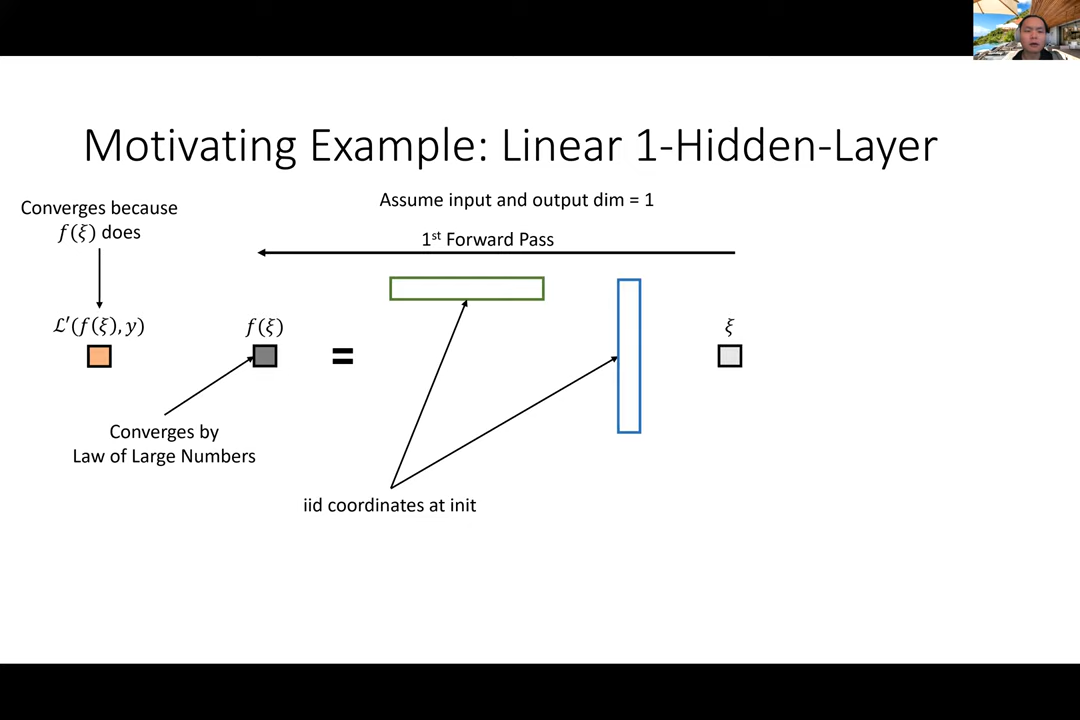 Motivating Example: Linear 1-Hidden-Layer
Assume input and output dim = 1
Converges because
f(ξ) does
1st Forward Pass
ℒ′(f(ξ), y)
f(ξ)
=
ξ
Converges by
Law of Large Numbers
iid coordinates at init